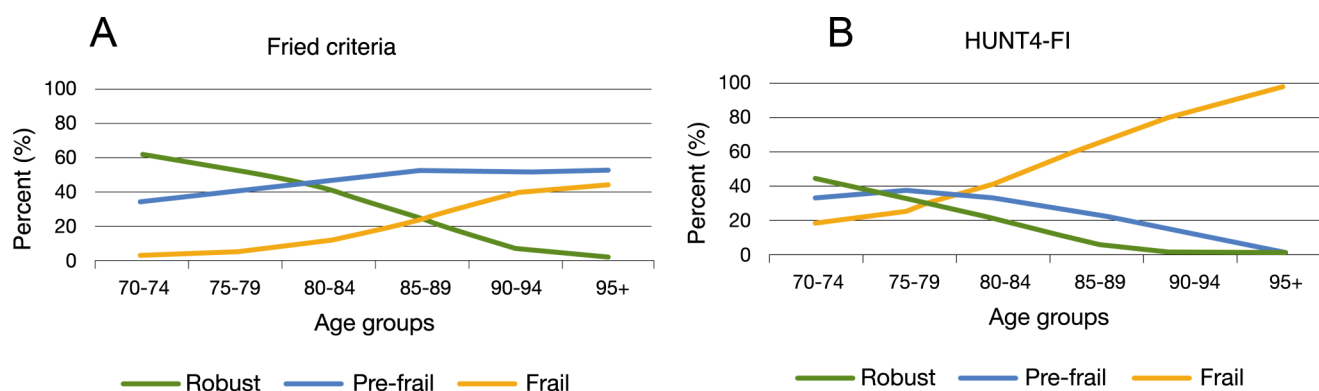 A
Fried criteria
100
80
60
40
20
0
Percent (%)
70-74 75-79 80-84 85-89 90-94 95+
Age groups
Robust Pre-frail Frail
B
HUNT4-FI
100
80
60
40
20
0
Percent (%)
70-74 75-79 80-84 85-89 90-94 95+
Age groups
Robust Pre-frail Frail